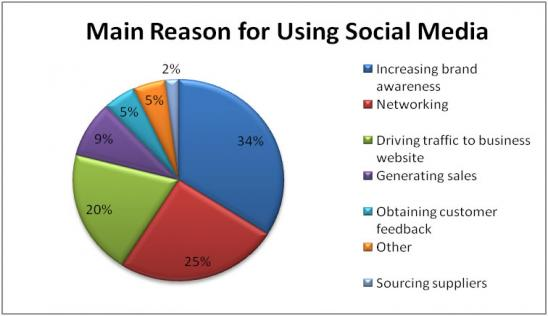 Main Reason for Using Social Media
2%
5%
5%
9%
34%
20%
25%
Increasing brand
awareness
Networking
Driving traffic to business
website
Generating sales
Obtaining customer
feedback
Other
Sourcing suppliers